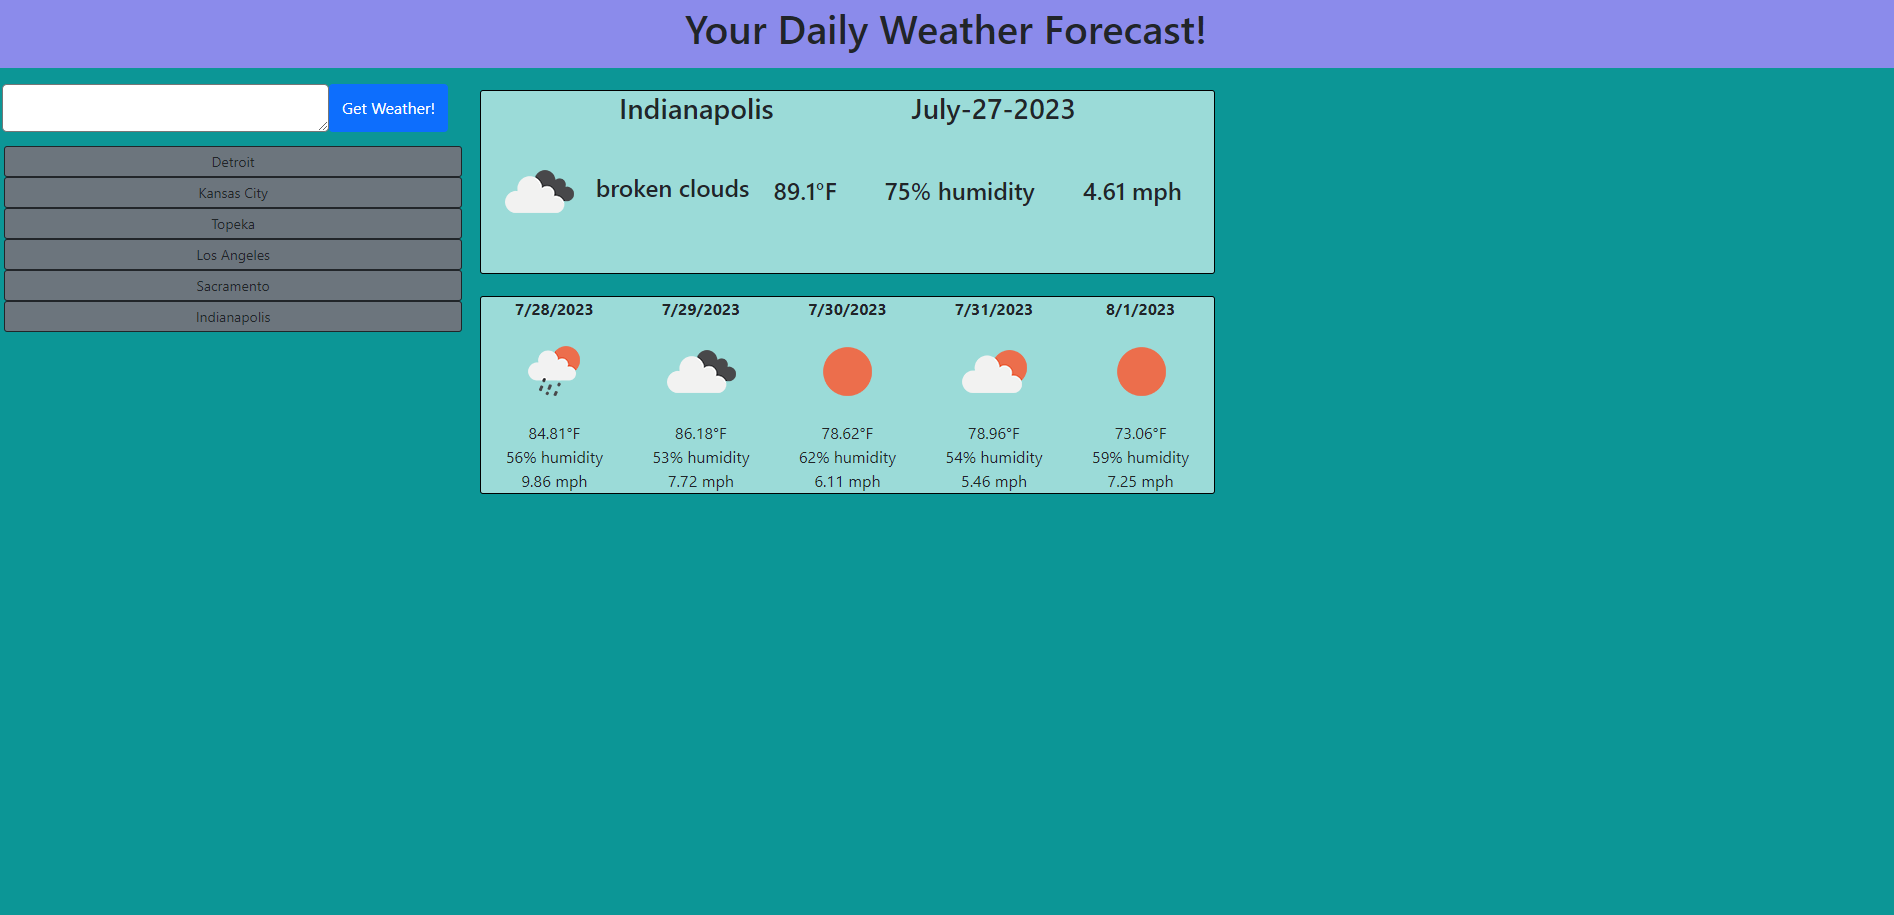 Your Daily Weather Forecast!
Get Weather!
Detroit
Kansas City
Topeka
Los Angeles
Sacramento
Indianapolis
Indianapolis July-27-2023
broken clouds 89.1°F 75% humidity 4.61 mph
7/28/2023 7/29/2023 7/30/2023 7/31/2023 8/1/2023
84.81°F 86.18°F 78.62°F 78.96°F 73.06°F
56% humidity 53% humidity 62% humidity 54% humidity 59% humidity
9.86 mph 7.72 mph 6.11 mph 5.46 mph 7.25 mph